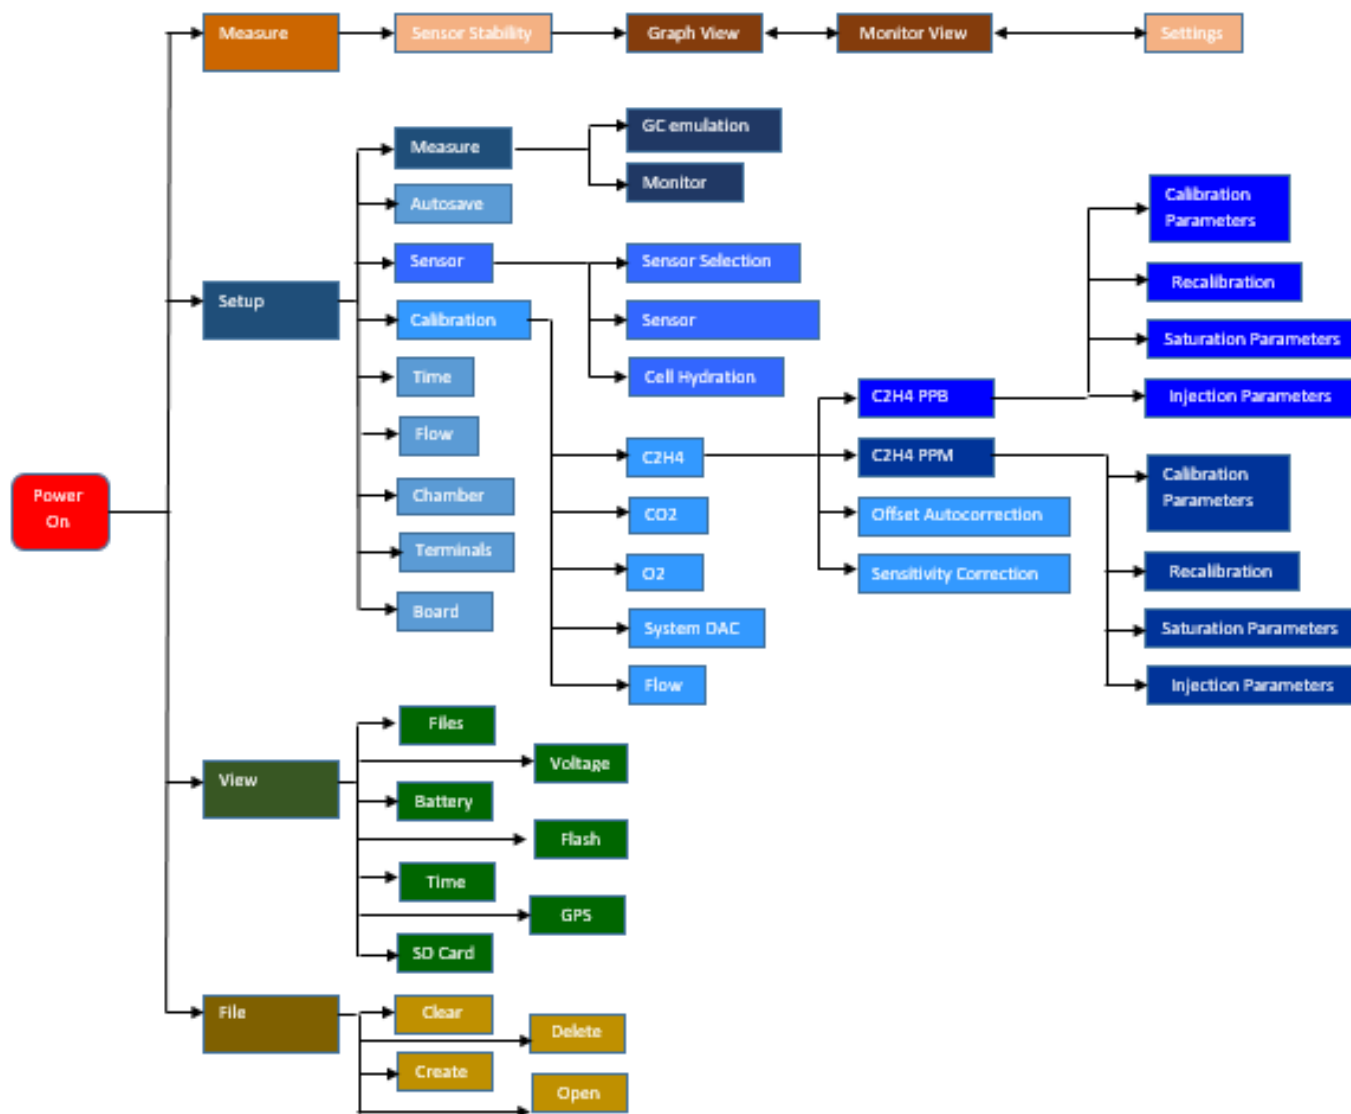 Measure
Sensor Stability
Graph View
Monitor View
Settings
GC emulation
Measure
Monitor
Autosave
Calibration
Parameters
Sensor
Sensor Selection
Recalibration
Setup
Calibration
Sensor
Saturation Parameters
Time
Cell Hydration
C2H4 PPB
Injection Parameters
Flow
C2H4
C2H4 PPM
Calibration
Parameters
Power
On
Chamber
CO2
Offset Autocorrection
Terminals
O2
Sensitivity Correction
Recalibration
Board
System DAC
Saturation Parameters
Flow
Injection Parameters
Files
Voltage
View
Battery
Flash
Time
GPS
SD Card
File
Clear
Delete
Create
Open